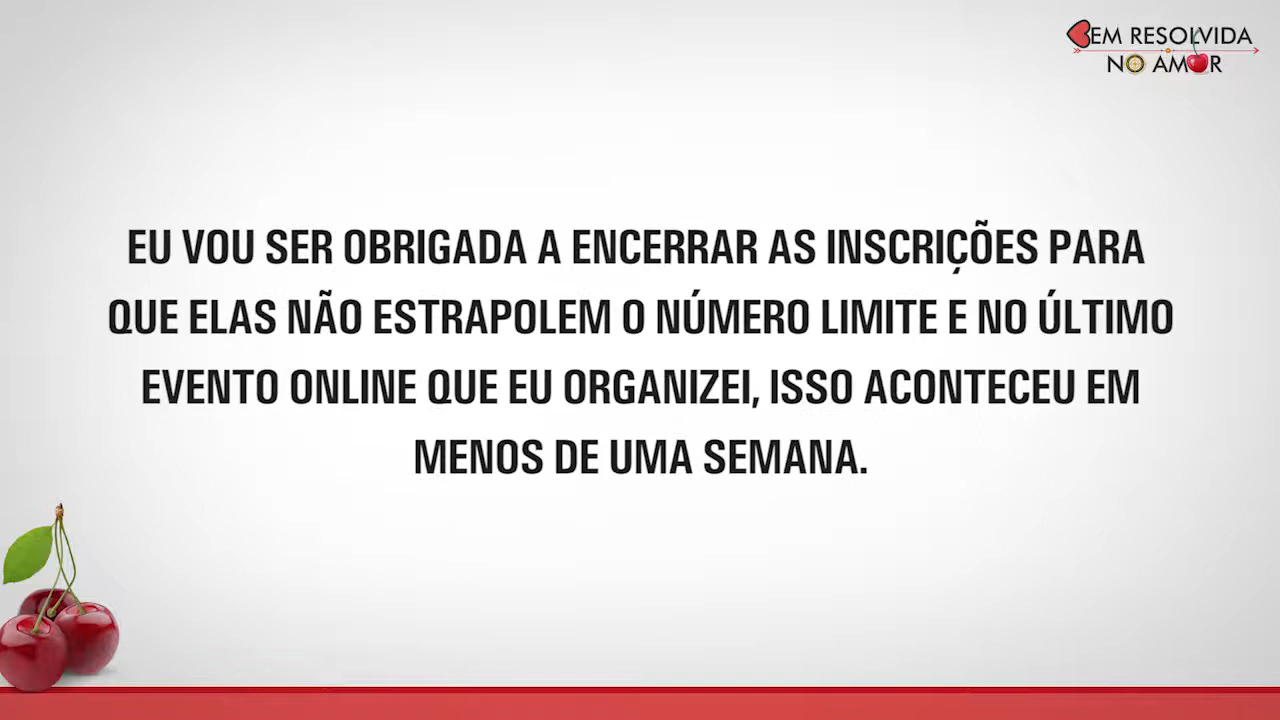 BEM RESOLVIDA
NO AMOR
EU VOU SER OBRIGADA A ENCERRAR AS INSCRIÇÕES PARA
QUE ELAS NÃO ESTRAPOLEM O NÚMERO LIMITE E NO ÚLTIMO
EVENTO ONLINE QUE EU ORGANIZEI, ISSO ACONTECEU EM
MENOS DE UMA SEMANA.